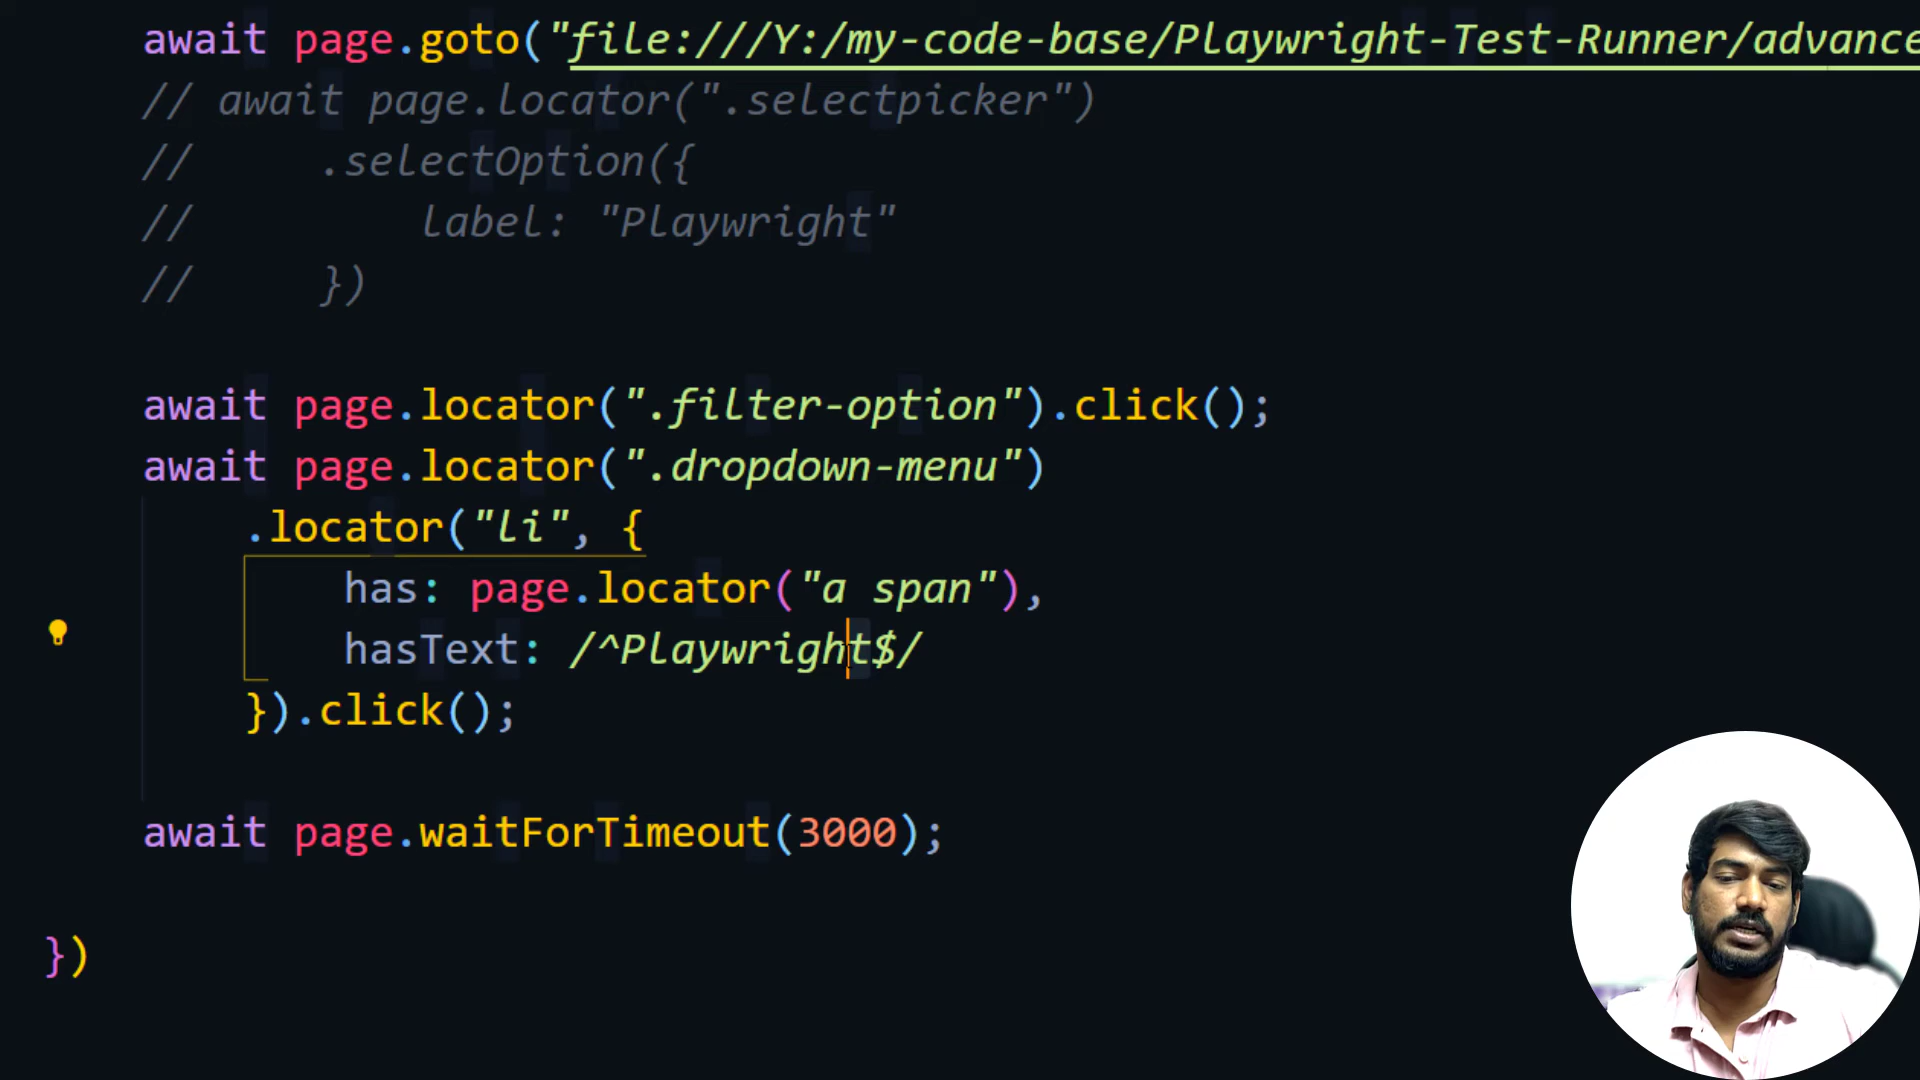 await page.goto("file:///Y:/my-code-base/Playwright-Test-Runner/advance
// await page.locator(".selectpicker")
//     .selectOption({
//         label: "Playwright"
//     })
await page.locator(".filter-option").click();
await page.locator(".dropdown-menu")
    .locator("li", {
        has: page.locator("a span"),
        hasText: /^Playwright$/
    }).click();
await page.waitForTimeout(3000);
})